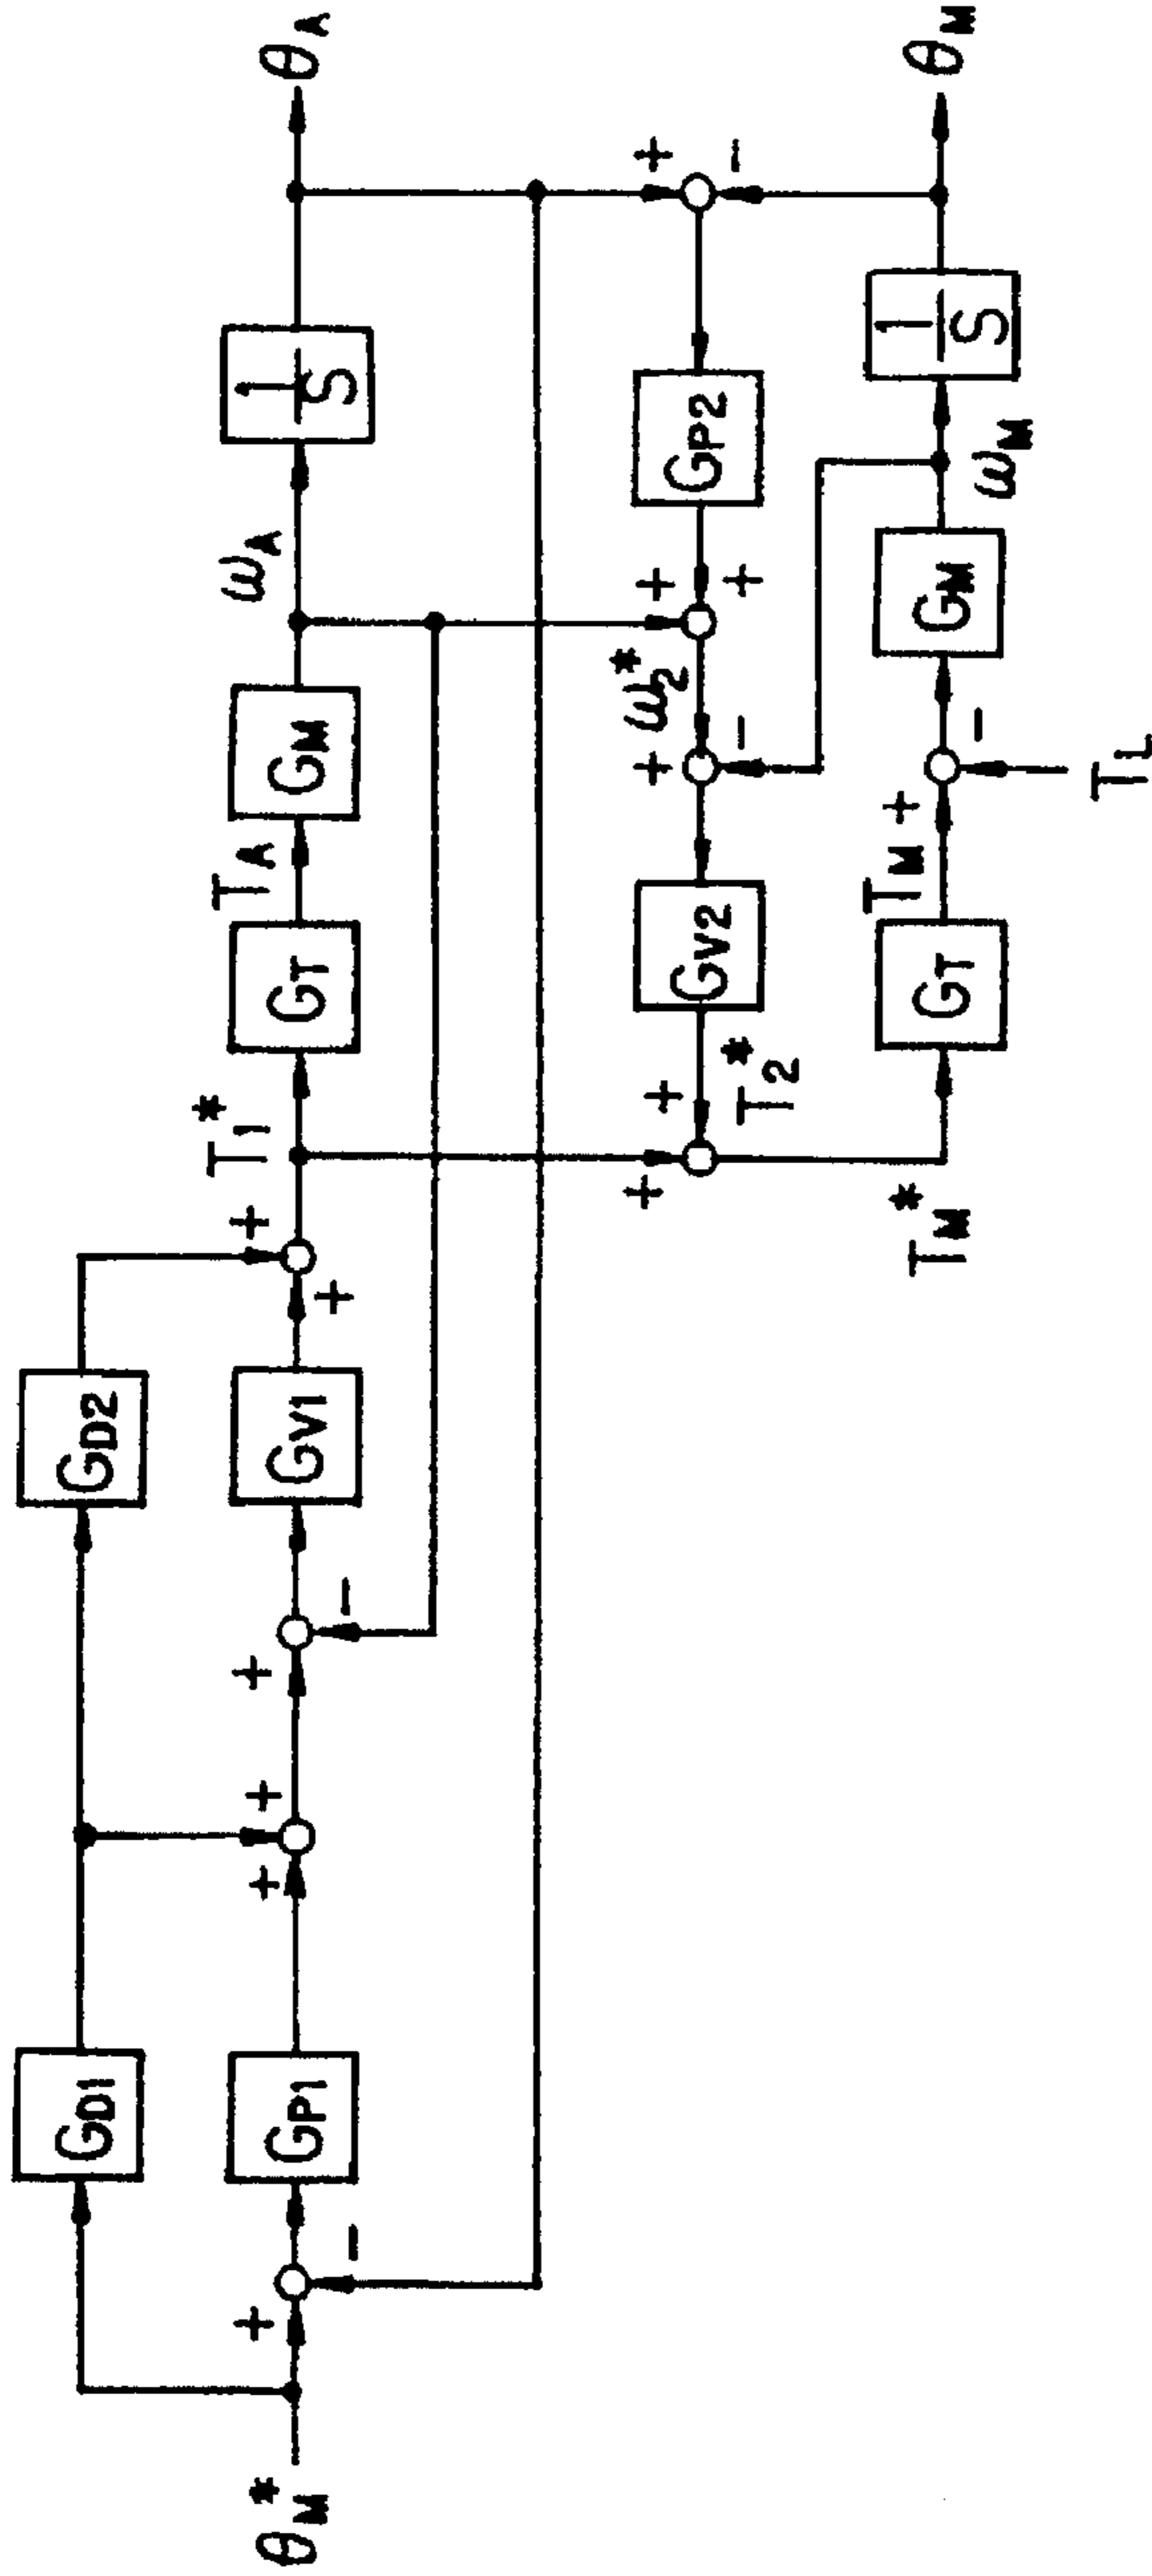 θM* + - GP1 + + + - GV1 + + T1* GT TA GM ωA 1/S θA
GD1 GD2
+ + T2* GV2 + - ω2* + + GP2 + -
TM* GT TM + - GM ωM 1/S θM
TL